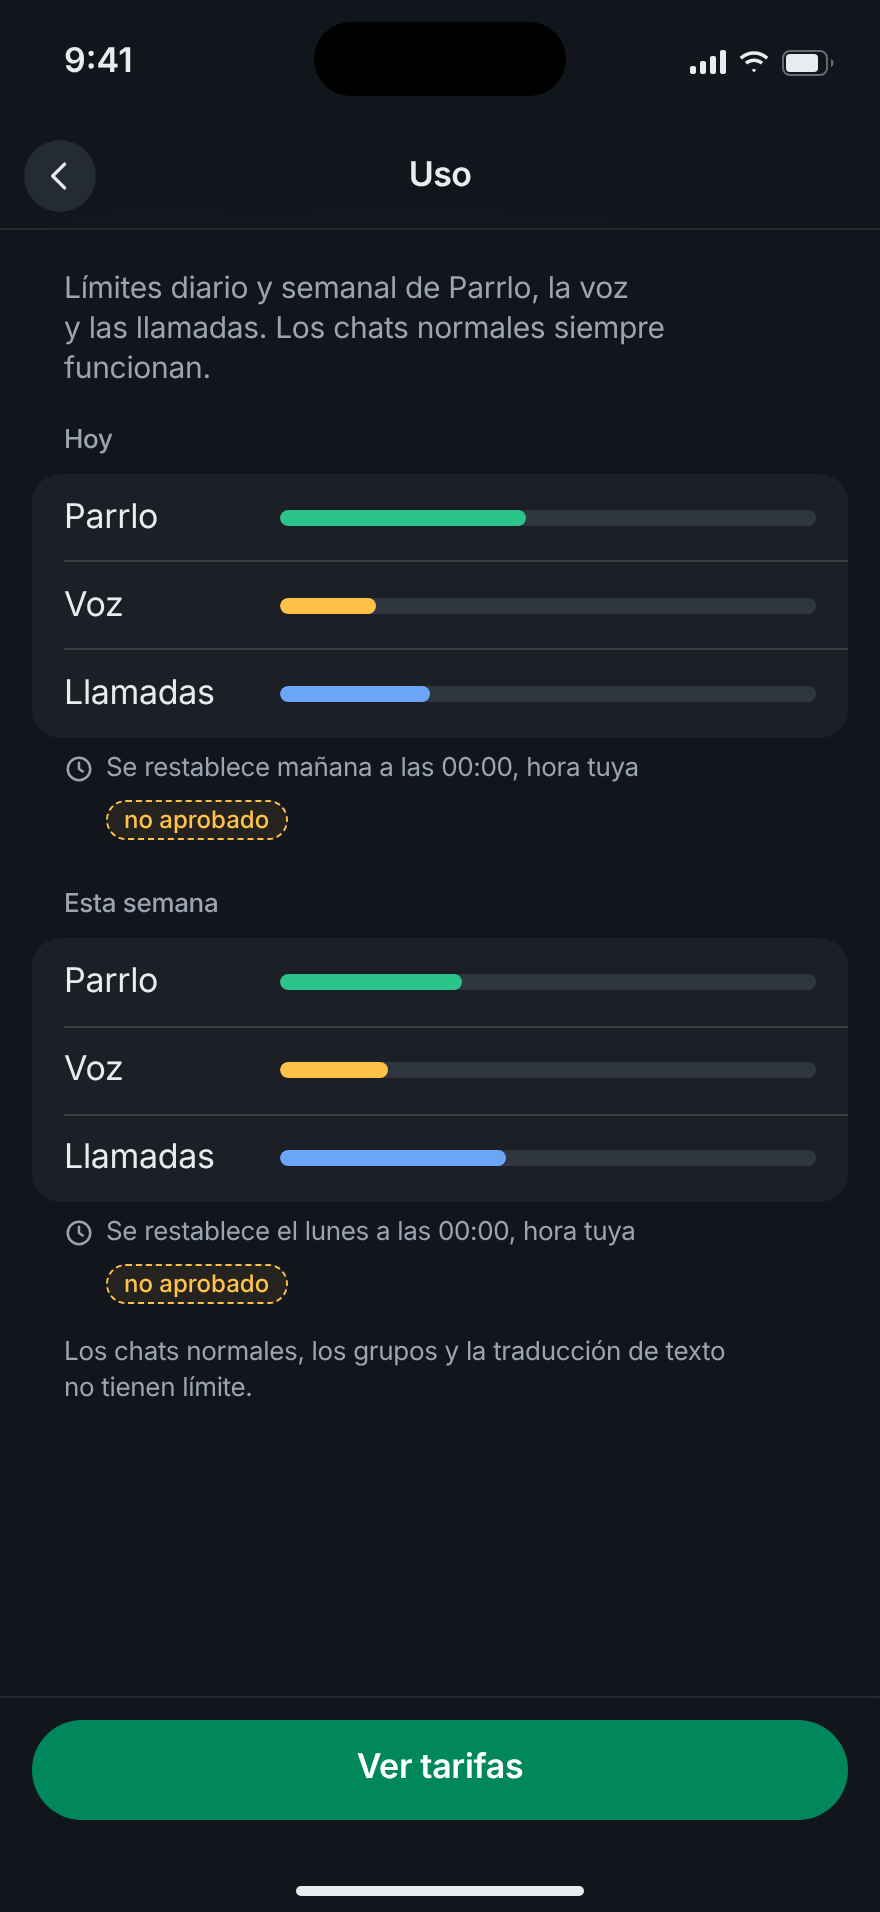 9:41
Uso
Límites diario y semanal de Parrlo, la voz
y las llamadas. Los chats normales siempre
funcionan.
Hoy
Parrlo
Voz
Llamadas
Se restablece mañana a las 00:00, hora tuya
no aprobado
Esta semana
Parrlo
Voz
Llamadas
Se restablece el lunes a las 00:00, hora tuya
no aprobado
Los chats normales, los grupos y la traducción de texto
no tienen límite.
Ver tarifas